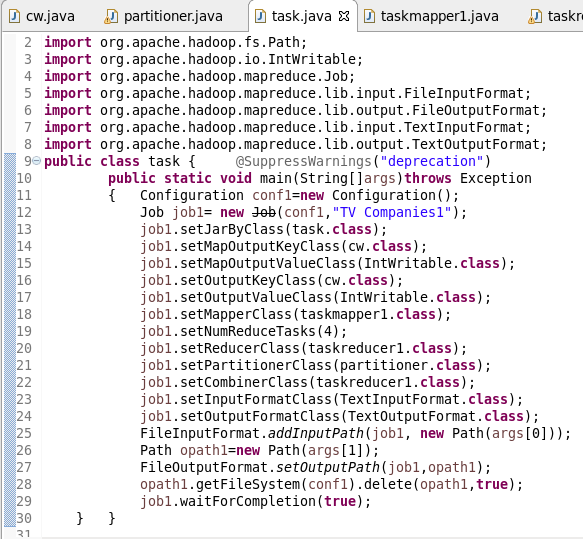 cw.java partitioner.java task.java taskmapper1.java taskre
2 import org.apache.hadoop.fs.Path;
3 import org.apache.hadoop.io.IntWritable;
4 import org.apache.hadoop.mapreduce.Job;
5 import org.apache.hadoop.mapreduce.lib.input.FileInputFormat;
6 import org.apache.hadoop.mapreduce.lib.output.FileOutputFormat;
7 import org.apache.hadoop.mapreduce.lib.input.TextInputFormat;
8 import org.apache.hadoop.mapreduce.lib.output.TextOutputFormat;
9 public class task {     @SuppressWarnings("deprecation")
10 public static void main(String[]args)throws Exception
11 {   Configuration conf1=new Configuration();
12 Job job1= new Job(conf1,"TV Companies1");
13 job1.setJarByClass(task.class);
14 job1.setMapOutputKeyClass(cw.class);
15 job1.setMapOutputValueClass(IntWritable.class);
16 job1.setOutputKeyClass(cw.class);
17 job1.setOutputValueClass(IntWritable.class);
18 job1.setMapperClass(taskmapper1.class);
19 job1.setNumReduceTasks(4);
20 job1.setReducerClass(taskreducer1.class);
21 job1.setPartitionerClass(partitioner.class);
22 job1.setCombinerClass(taskreducer1.class);
23 job1.setInputFormatClass(TextInputFormat.class);
24 job1.setOutputFormatClass(TextOutputFormat.class);
25 FileInputFormat.addInputPath(job1, new Path(args[0]));
26 Path opath1=new Path(args[1]);
27 FileOutputFormat.setOutputPath(job1,opath1);
28 opath1.getFileSystem(conf1).delete(opath1,true);
29 job1.waitForCompletion(true);
30 }   }
31